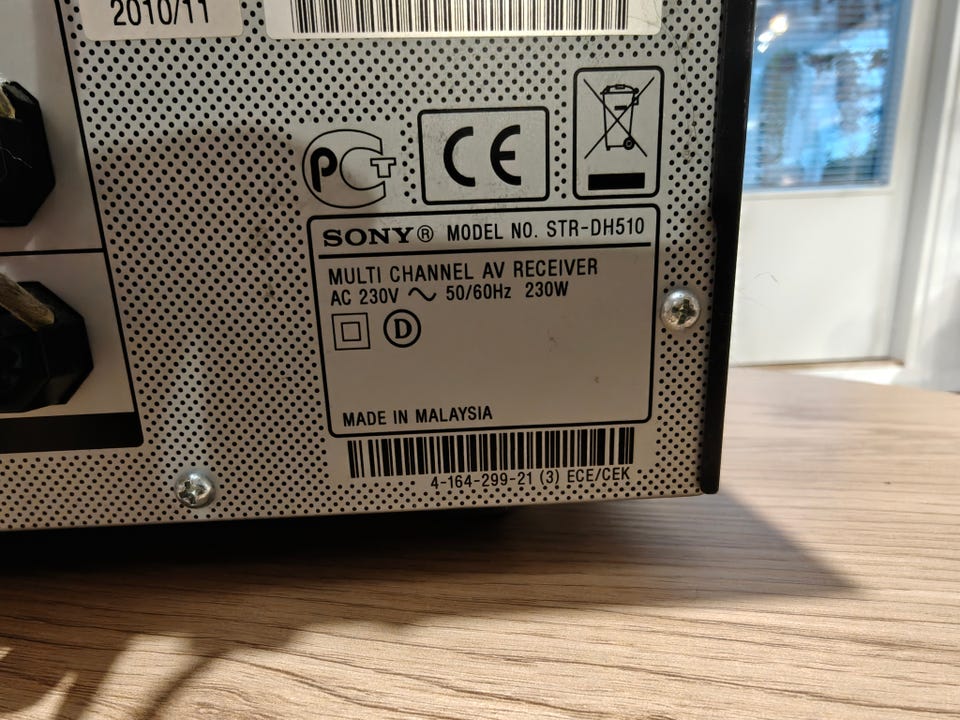 2010/11
PCT
CE
SONY® MODEL NO. STR-DH510
MULTI CHANNEL AV RECEIVER
AC 230V ~ 50/60Hz 230W
D
MADE IN MALAYSIA
4-164-299-21 (3) ECE/CEK